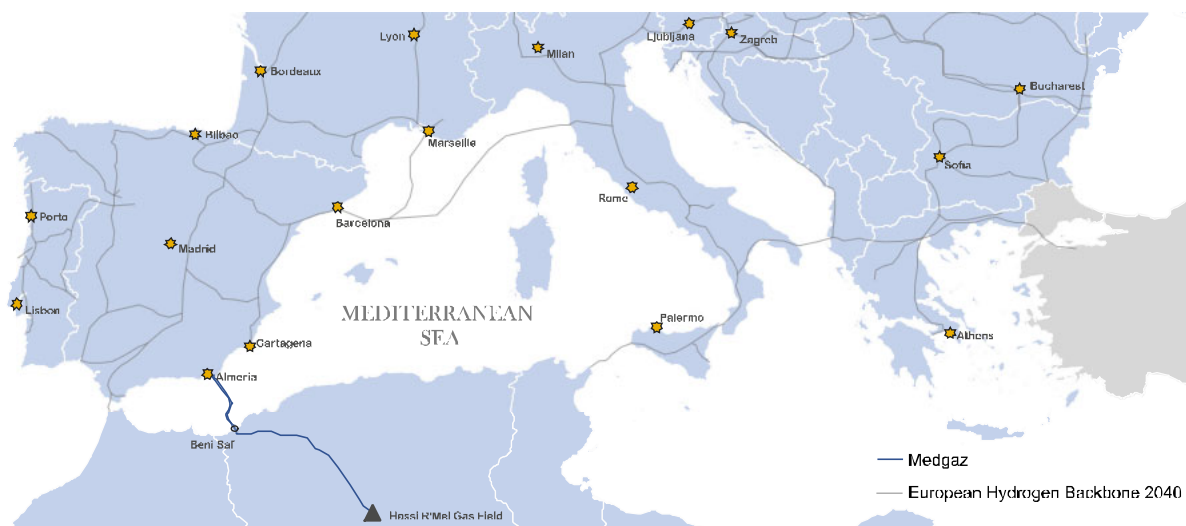 Lyon
Ljubljana
Zagreb
Milan
Bordeaux
Bucharest
Bilbao
Marseille
Sofia
Rome
Porto
Barcelona
Madrid
Lisbon
MEDITERRANEAN
SEA
Palermo
Athens
Cartagena
Almeria
Beni Saf
Medgaz
European Hydrogen Backbone 2040
Hassi R'Mel Gas Field